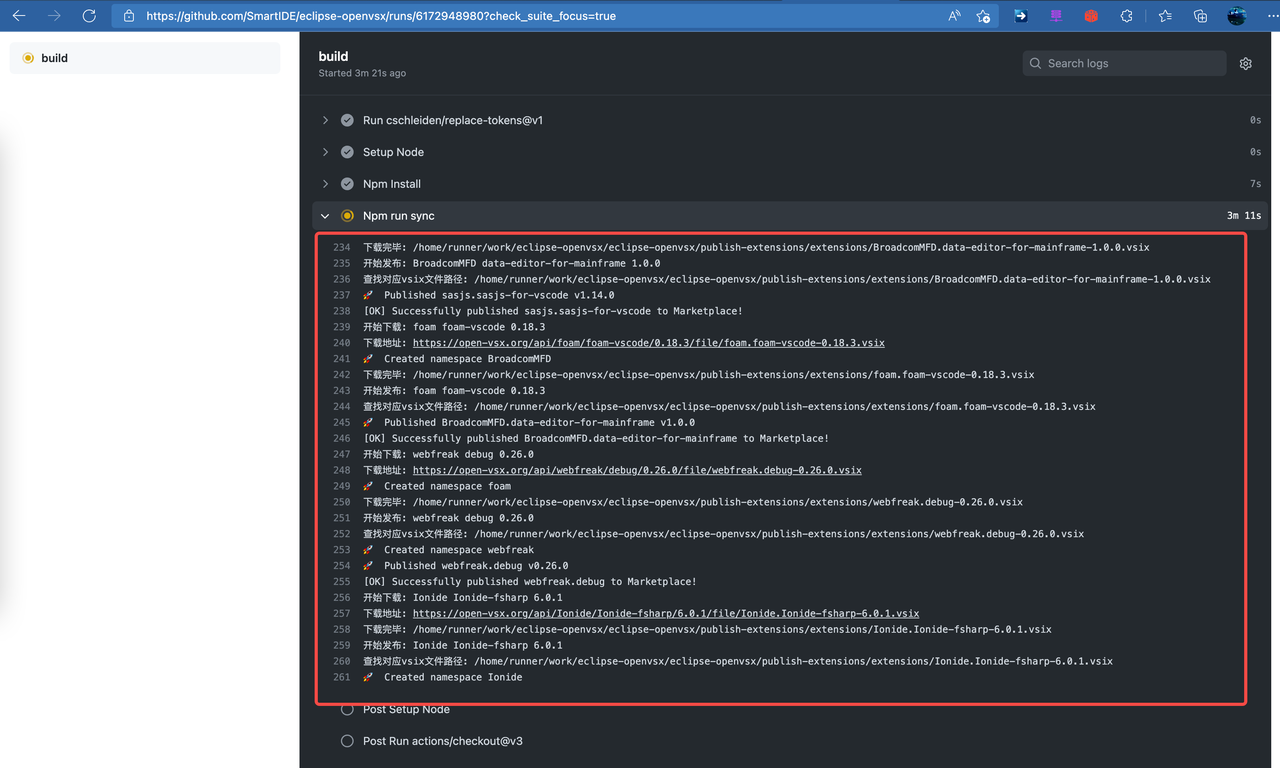 https://github.com/SmartIDE/eclipse-openvsx/runs/6172948980?check_suite_focus=true
build
build
Started 3m 21s ago
Search logs
Run cschleiden/replace-tokens@v1 0s
Setup Node 0s
Npm Install 7s
Npm run sync 3m 11s
234 下载完毕: /home/runner/work/eclipse-openvsx/eclipse-openvsx/publish-extensions/extensions/BroadcomMFD.data-editor-for-mainframe-1.0.0.vsix
235 开始发布: BroadcomMFD data-editor-for-mainframe 1.0.0
236 查找对应vsix文件路径: /home/runner/work/eclipse-openvsx/eclipse-openvsx/publish-extensions/extensions/BroadcomMFD.data-editor-for-mainframe-1.0.0.vsix
237 🚀 Published sasjs.sasjs-for-vscode v1.14.0
238 [OK] Successfully published sasjs.sasjs-for-vscode to Marketplace!
239 开始下载: foam foam-vscode 0.18.3
240 下载地址: https://open-vsx.org/api/foam/foam-vscode/0.18.3/file/foam.foam-vscode-0.18.3.vsix
241 🚀 Created namespace BroadcomMFD
242 下载完毕: /home/runner/work/eclipse-openvsx/eclipse-openvsx/publish-extensions/extensions/foam.foam-vscode-0.18.3.vsix
243 开始发布: foam foam-vscode 0.18.3
244 查找对应vsix文件路径: /home/runner/work/eclipse-openvsx/eclipse-openvsx/publish-extensions/extensions/foam.foam-vscode-0.18.3.vsix
245 🚀 Published BroadcomMFD.data-editor-for-mainframe v1.0.0
246 [OK] Successfully published BroadcomMFD.data-editor-for-mainframe to Marketplace!
247 开始下载: webfreak debug 0.26.0
248 下载地址: https://open-vsx.org/api/webfreak/debug/0.26.0/file/webfreak.debug-0.26.0.vsix
249 🚀 Created namespace foam
250 下载完毕: /home/runner/work/eclipse-openvsx/eclipse-openvsx/publish-extensions/extensions/webfreak.debug-0.26.0.vsix
251 开始发布: webfreak debug 0.26.0
252 查找对应vsix文件路径: /home/runner/work/eclipse-openvsx/eclipse-openvsx/publish-extensions/extensions/webfreak.debug-0.26.0.vsix
253 🚀 Created namespace webfreak
254 🚀 Published webfreak.debug v0.26.0
255 [OK] Successfully published webfreak.debug to Marketplace!
256 开始下载: Ionide Ionide-fsharp 6.0.1
257 下载地址: https://open-vsx.org/api/Ionide/Ionide-fsharp/6.0.1/file/Ionide.Ionide-fsharp-6.0.1.vsix
258 下载完毕: /home/runner/work/eclipse-openvsx/eclipse-openvsx/publish-extensions/extensions/Ionide.Ionide-fsharp-6.0.1.vsix
259 开始发布: Ionide Ionide-fsharp 6.0.1
260 查找对应vsix文件路径: /home/runner/work/eclipse-openvsx/eclipse-openvsx/publish-extensions/extensions/Ionide.Ionide-fsharp-6.0.1.vsix
261 🚀 Created namespace Ionide
Post Setup Node
Post Run actions/checkout@v3